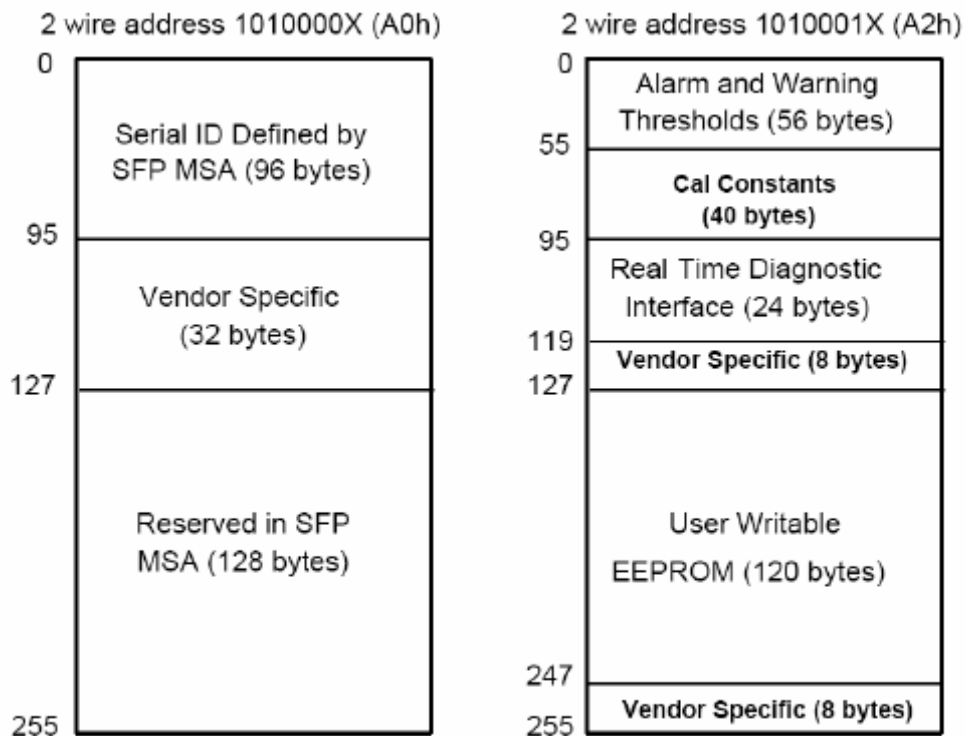 2 wire address 1010000X (A0h)
0
Serial ID Defined by
SFP MSA (96 bytes)
95
Vendor Specific
(32 bytes)
127
Reserved in SFP
MSA (128 bytes)
255
2 wire address 1010001X (A2h)
0
Alarm and Warning
Thresholds (56 bytes)
55
Cal Constants
(40 bytes)
95
Real Time Diagnostic
Interface (24 bytes)
119
Vendor Specific (8 bytes)
127
User Writable
EEPROM (120 bytes)
247
Vendor Specific (8 bytes)
255